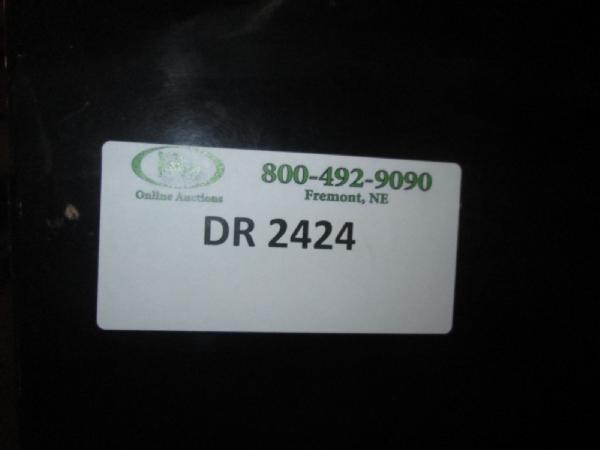 800-492-9090
Online Auctions
Fremont, NE
DR 2424